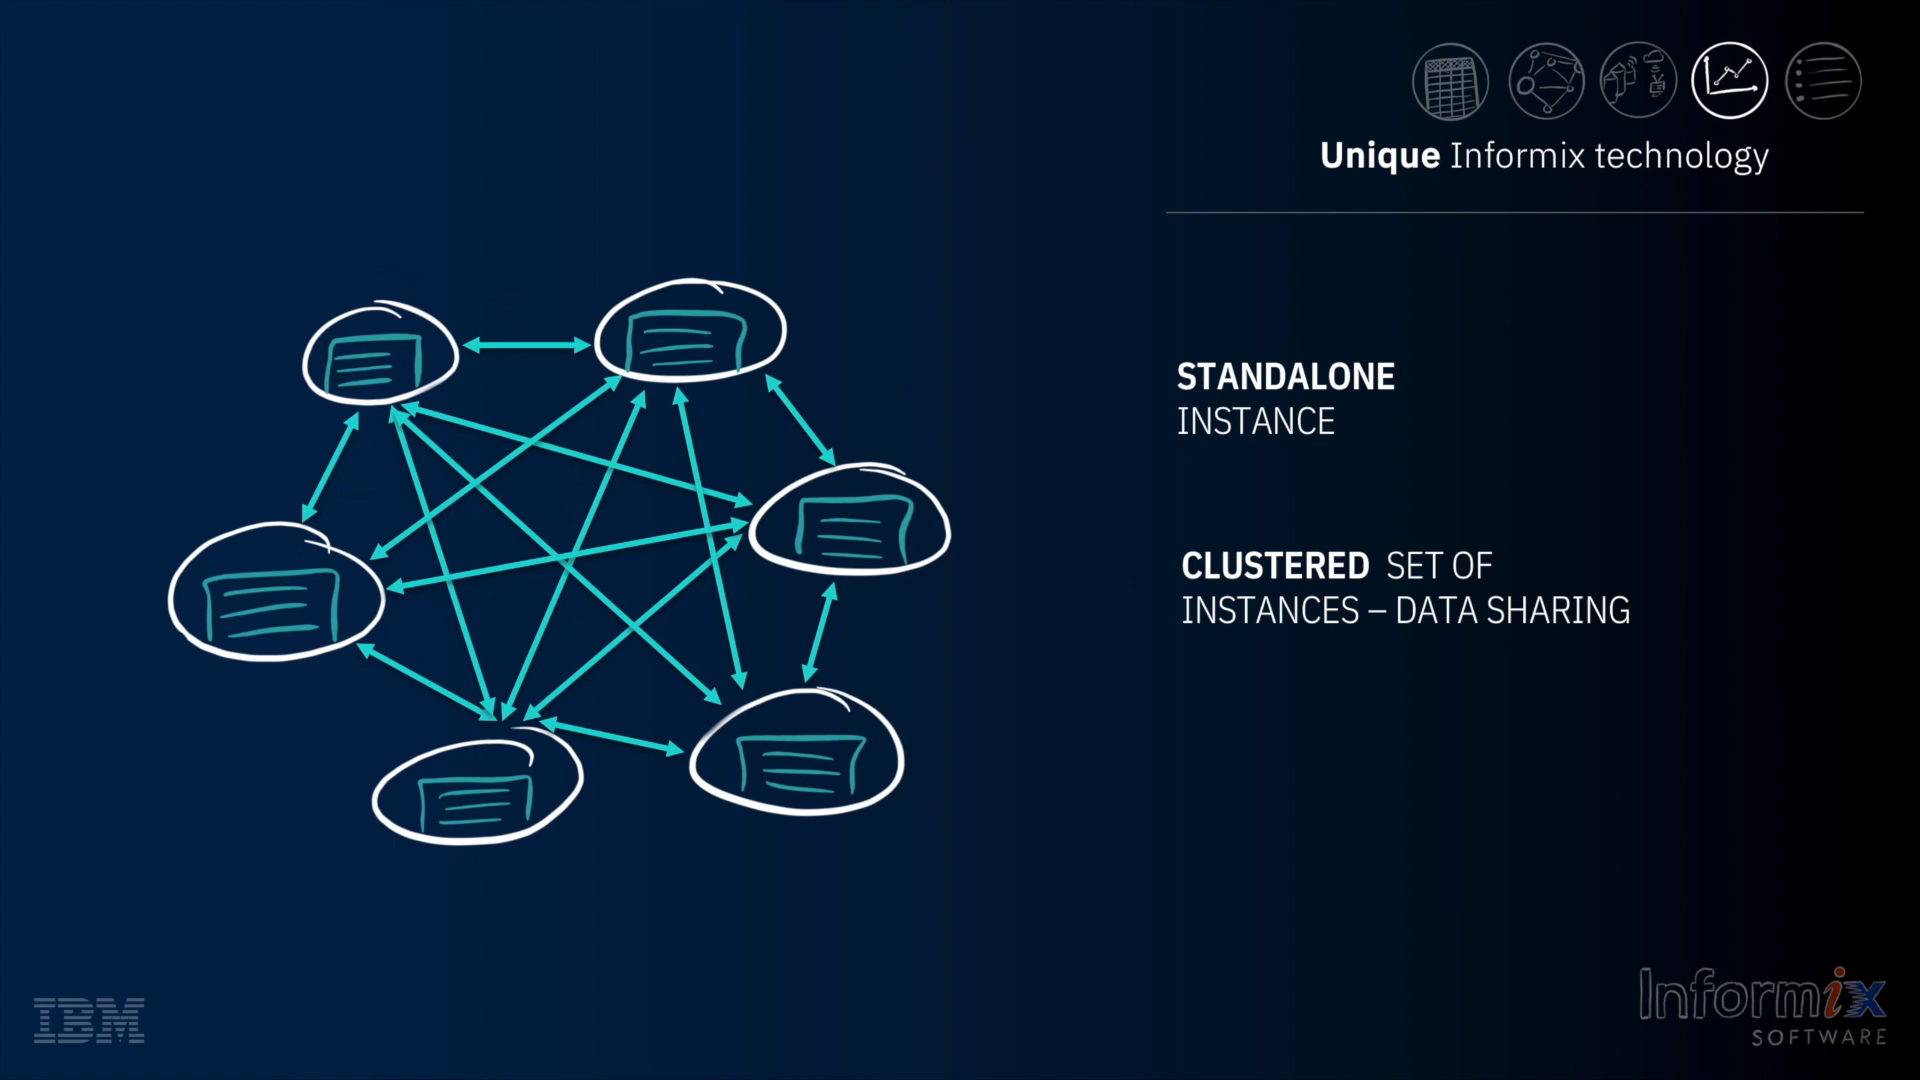 Unique Informix technology
STANDALONE
INSTANCE
CLUSTERED SET OF
INSTANCES – DATA SHARING
IBM
Informix
SOFTWARE